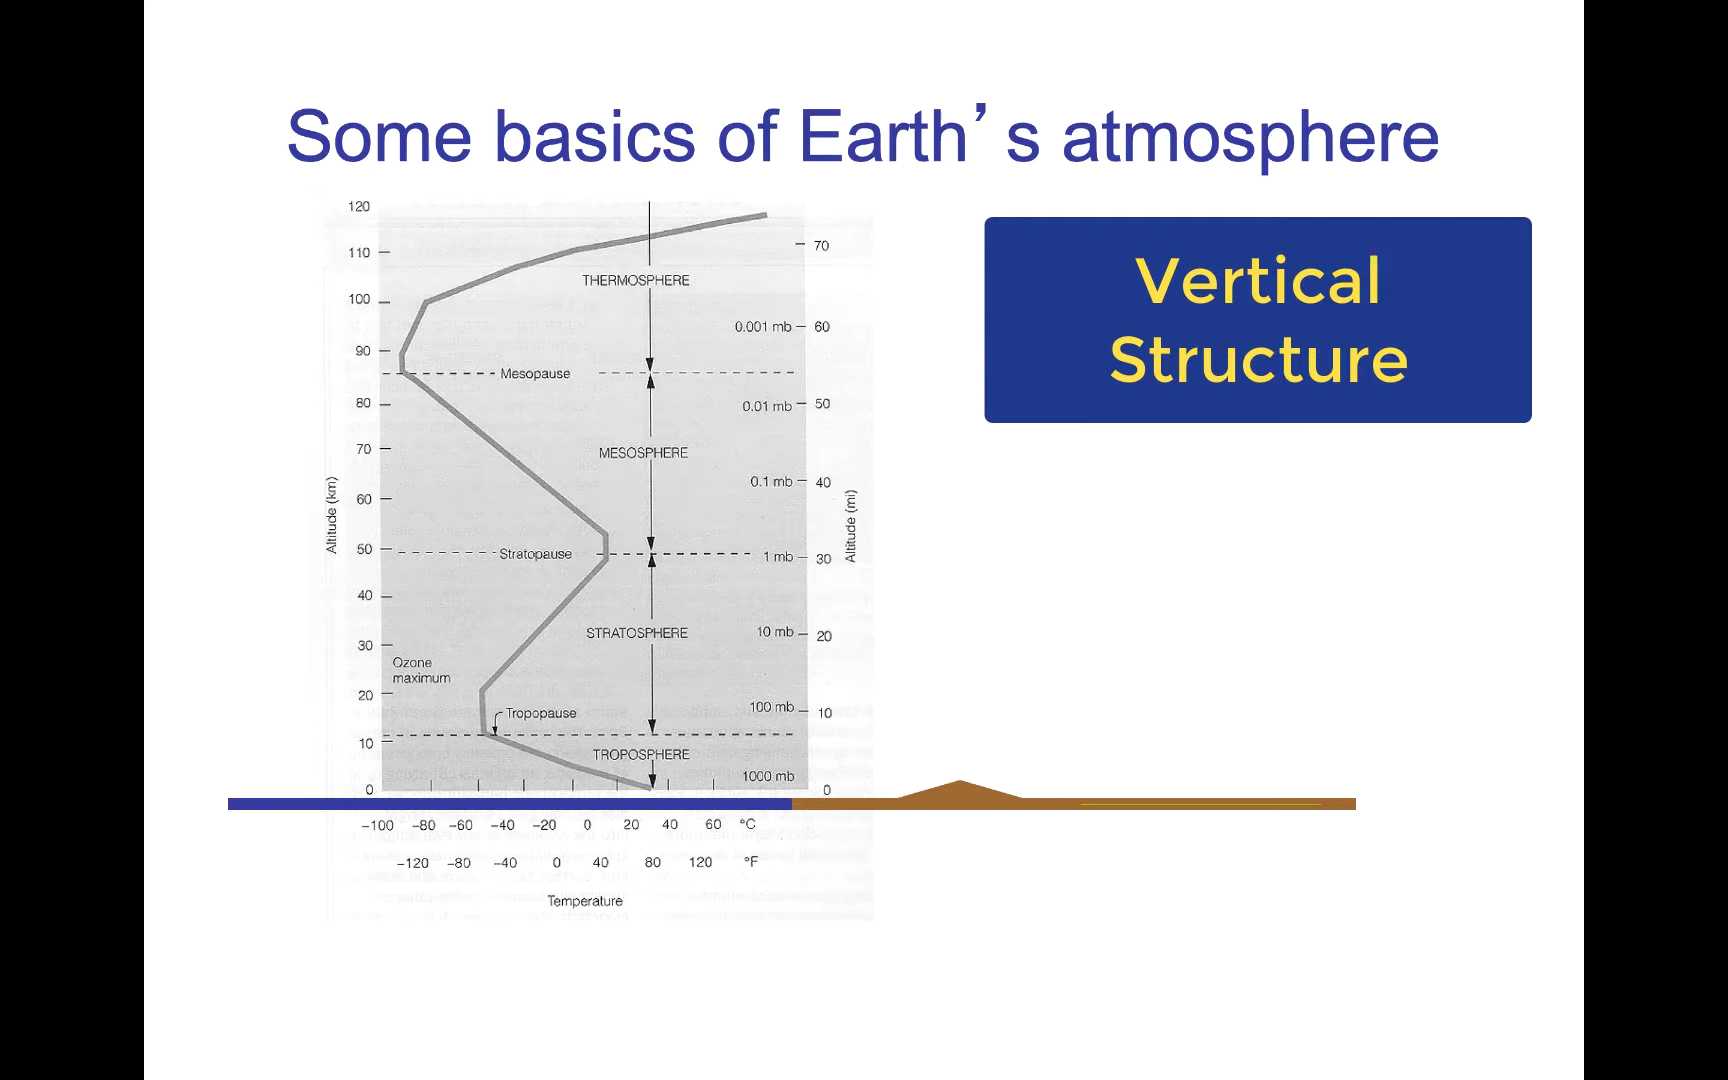 Some basics of Earth’s atmosphere
Vertical
Structure
120
110
100
90
80
70
60
50
40
30
20
10
0
Altitude (km)
THERMOSPHERE
Mesopause
MESOSPHERE
Stratopause
STRATOSPHERE
Ozone
maximum
Tropopause
TROPOSPHERE
0.001 mb
0.01 mb
0.1 mb
1 mb
10 mb
100 mb
1000 mb
70
60
50
40
30
20
10
0
Altitude (mi)
−100 −80 −60 −40 −20 0 20 40 60 °C
−120 −80 −40 0 40 80 120 °F
Temperature